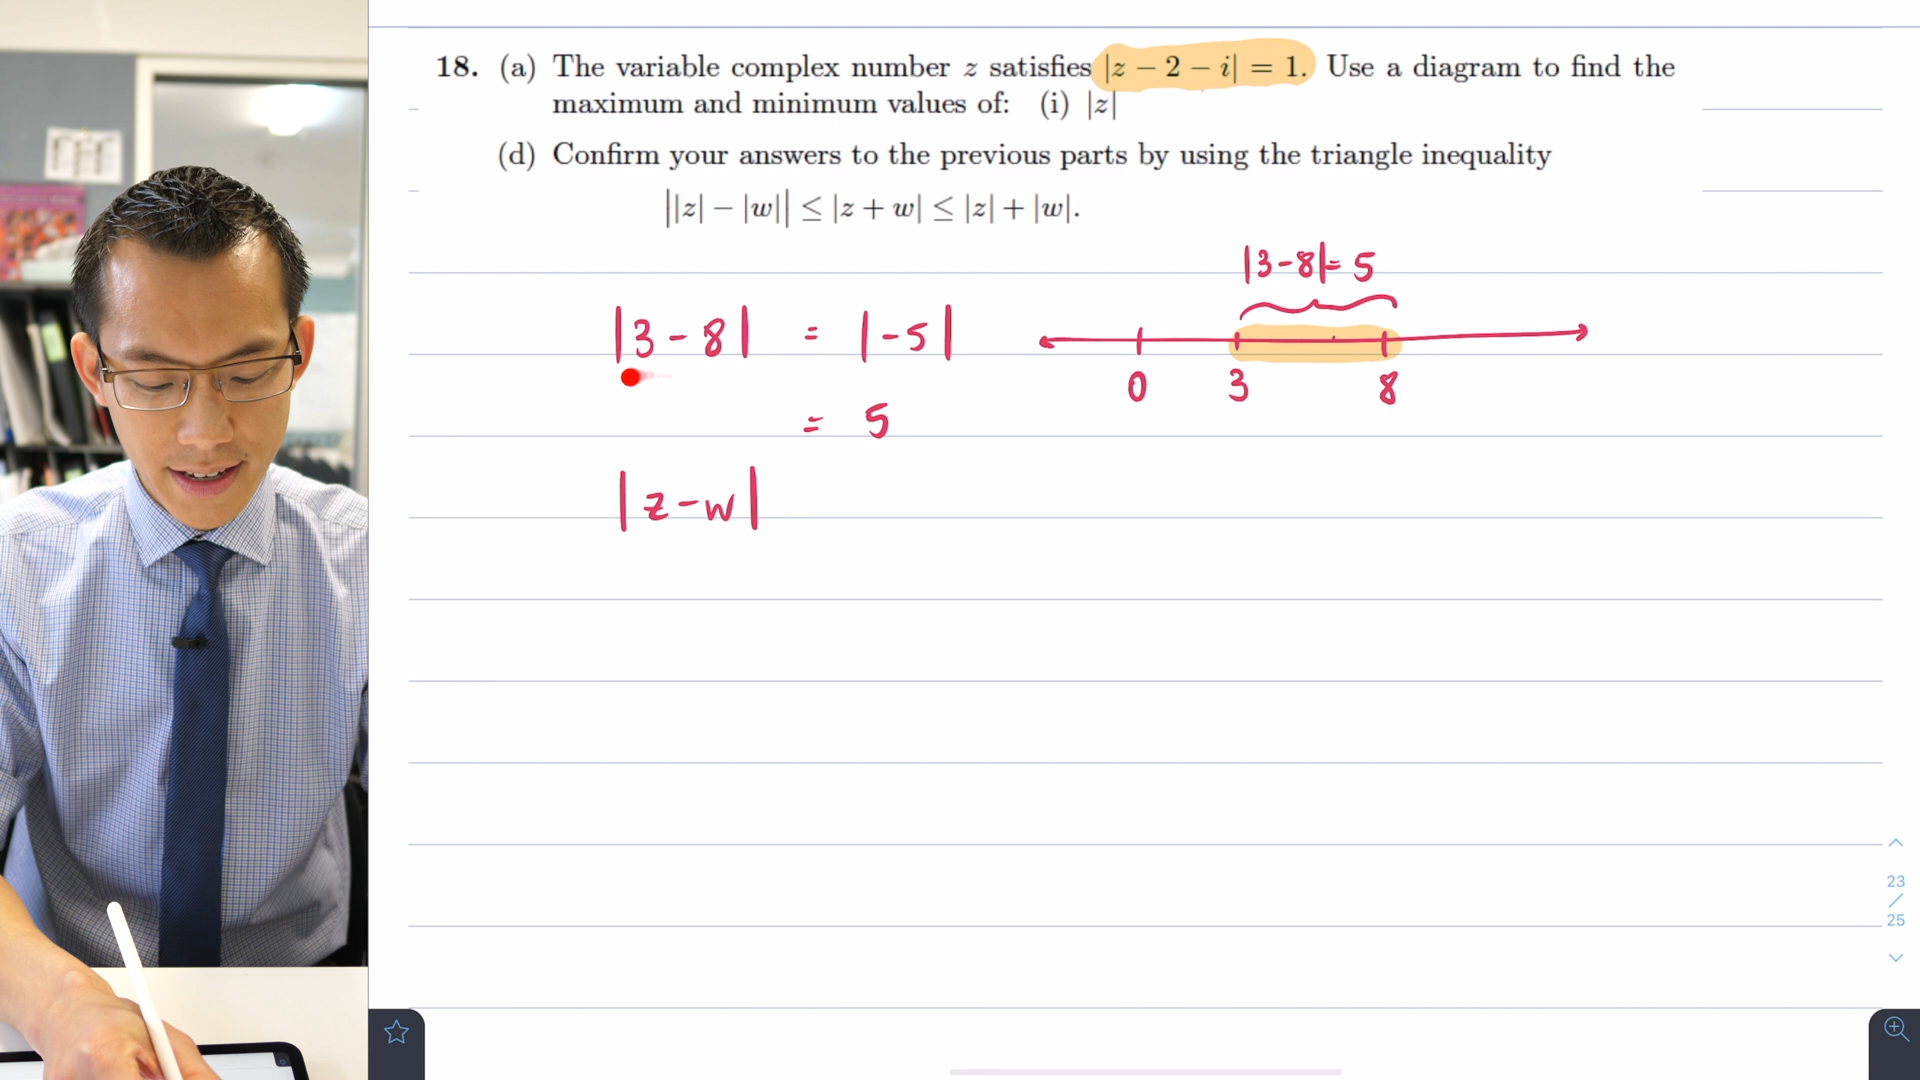 18. (a) The variable complex number z satisfies |z − 2 − i| = 1. Use a diagram to find the
maximum and minimum values of: (i) |z|
(d) Confirm your answers to the previous parts by using the triangle inequality
||z| − |w|| ≤ |z + w| ≤ |z| + |w|.
|3-8| = 5
|3-8| = |-5|
0 3 8
= 5
|z-w|
23
/
25